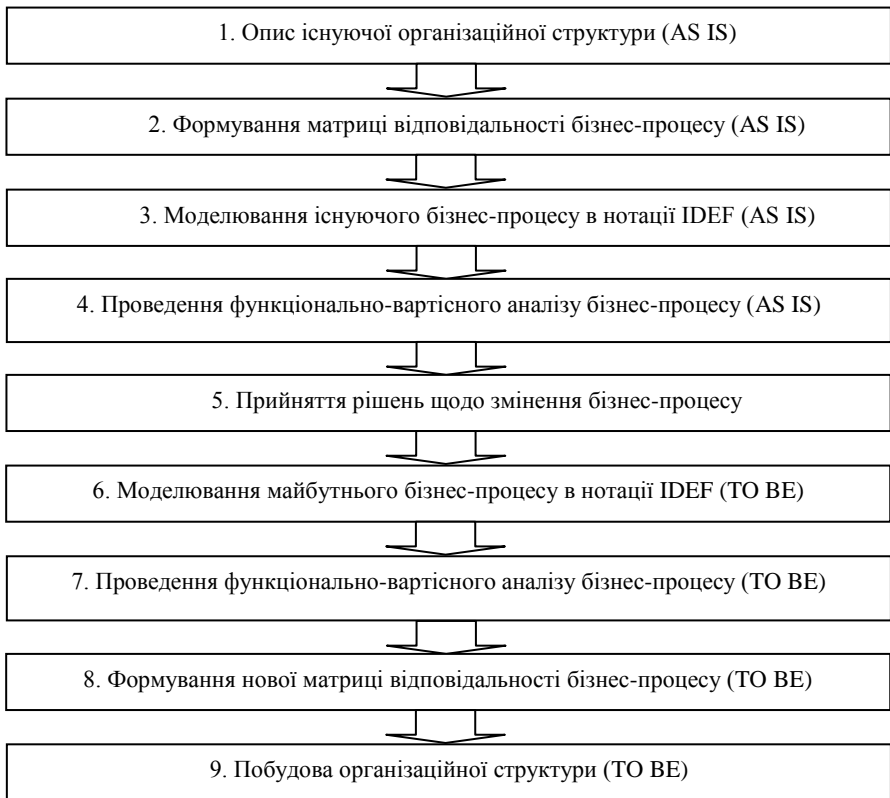 1. Опис існуючої організаційної структури (AS IS)
2. Формування матриці відповідальності бізнес-процесу (AS IS)
3. Моделювання існуючого бізнес-процесу в нотації IDEF (AS IS)
4. Проведення функціонально-вартісного аналізу бізнес-процесу (AS IS)
5. Прийняття рішень щодо змінення бізнес-процесу
6. Моделювання майбутнього бізнес-процесу в нотації IDEF (TO BE)
7. Проведення функціонально-вартісного аналізу бізнес-процесу (TO BE)
8. Формування нової матриці відповідальності бізнес-процесу (TO BE)
9. Побудова організаційної структури (TO BE)